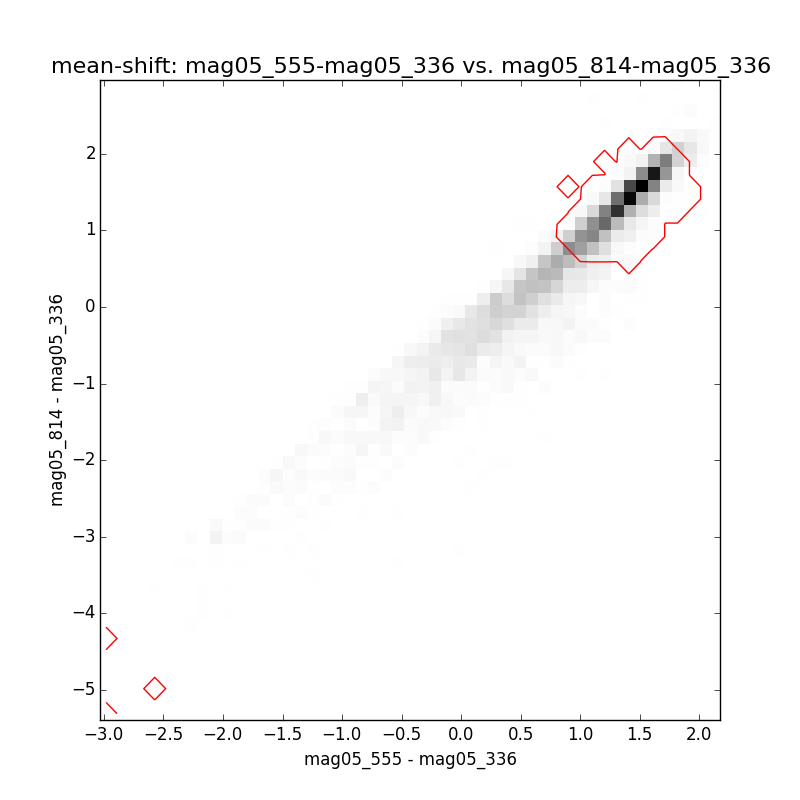 mean-shift: mag05_555-mag05_336 vs. mag05_814-mag05_336
2
1
0
−1
−2
−3
−4
−5
mag05_814 - mag05_336
−3.0 −2.5 −2.0 −1.5 −1.0 −0.5 0.0 0.5 1.0 1.5 2.0
mag05_555 - mag05_336